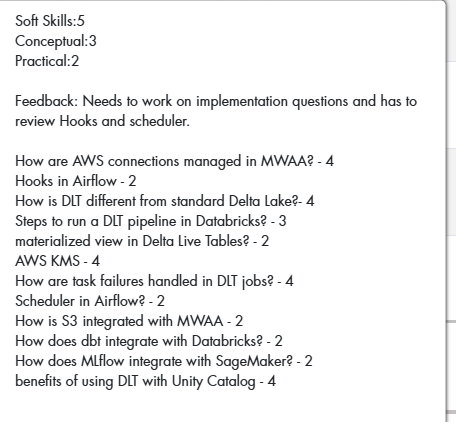 Soft Skills:5
Conceptual:3
Practical:2
Feedback: Needs to work on implementation questions and has to
review Hooks and scheduler.
How are AWS connections managed in MWAA? - 4
Hooks in Airflow - 2
How is DLT different from standard Delta Lake?- 4
Steps to run a DLT pipeline in Databricks? - 3
materialized view in Delta Live Tables? - 2
AWS KMS - 4
How are task failures handled in DLT jobs? - 4
Scheduler in Airflow? - 2
How is S3 integrated with MWAA - 2
How does dbt integrate with Databricks? - 2
How does MLflow integrate with SageMaker? - 2
benefits of using DLT with Unity Catalog - 4